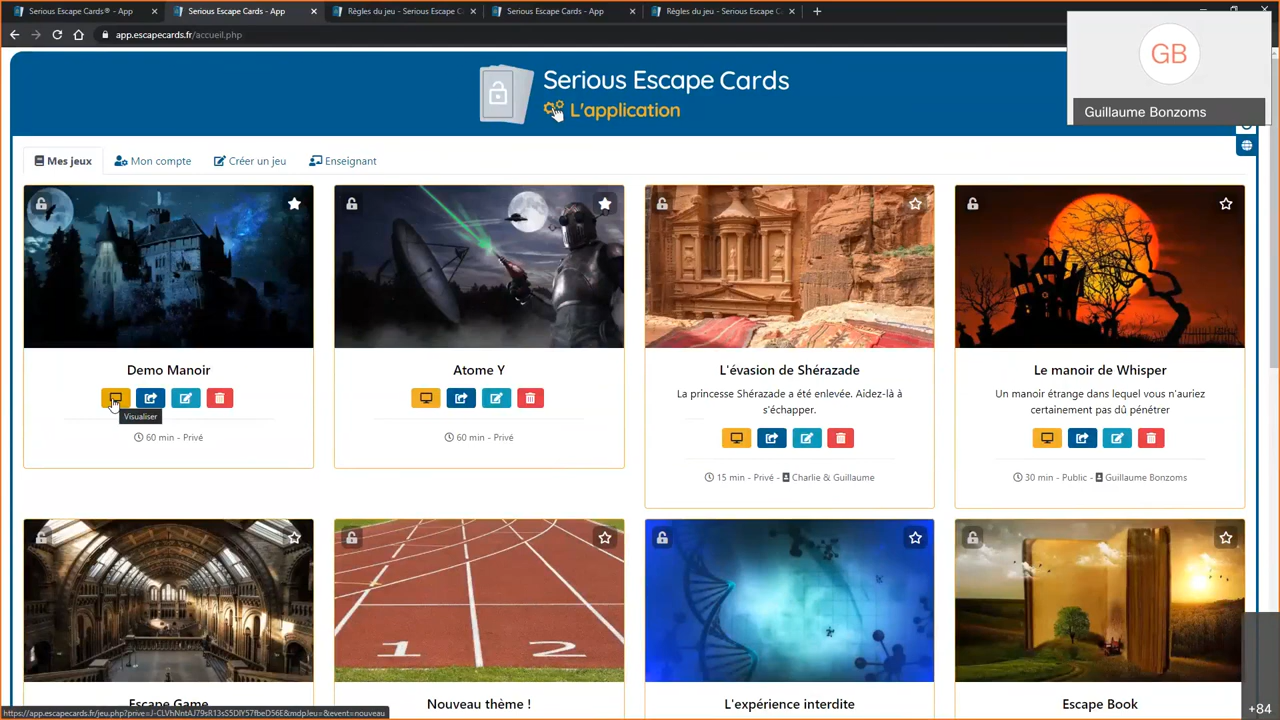 Serious Escape Cards® - App
Serious Escape Cards - App
Règles du jeu - Serious Escape C
Serious Escape Cards - App
Règles du jeu - Serious Escape C
app.escapecards.fr/accueil.php
GB
Guillaume Bonzoms
Serious Escape Cards
L'application
Mes jeux
Mon compte
Créer un jeu
Enseignant
Demo Manoir
Visualiser
60 min - Privé
Atome Y
60 min - Privé
L'évasion de Shérazade
La princesse Shérazade a été enlevée. Aidez-là à
s'échapper.
15 min - Privé - Charlie & Guillaume
Le manoir de Whisper
Un manoir étrange dans lequel vous n'auriez
certainement pas dû pénétrer
30 min - Public - Guillaume Bonzoms
1 2
Escape Game
Nouveau thème !
L'expérience interdite
Escape Book
+84